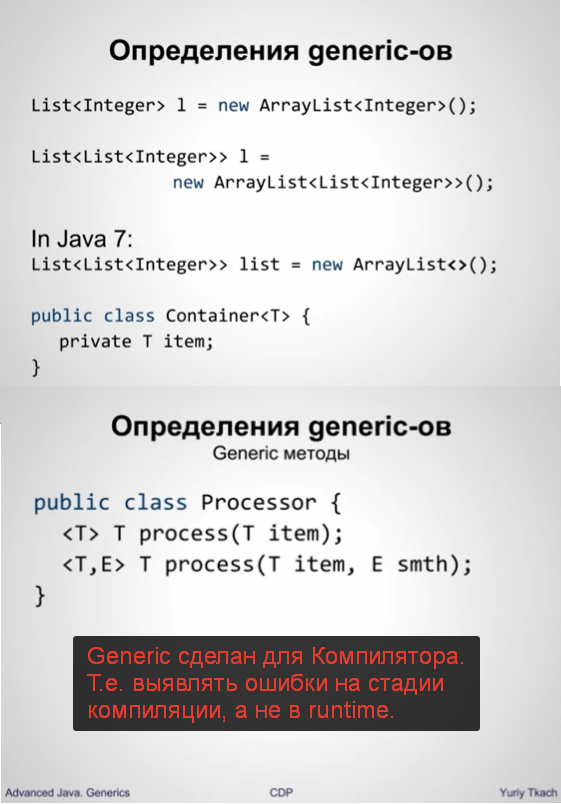 Определения generic-ов
List<Integer> l = new ArrayList<Integer>();
List<List<Integer>> l =
new ArrayList<List<Integer>>();
In Java 7:
List<List<Integer>> list = new ArrayList<>();
public class Container<T> {
private T item;
}
Определения generic-ов
Generic методы
public class Processor {
<T> T process(T item);
<T,E> T process(T item, E smth);
}
Generic сделан для Компилятора.
Т.е. выявлять ошибки на стадии
компиляции, а не в runtime.
Advanced Java. Generics CDP Yuriy Tkach